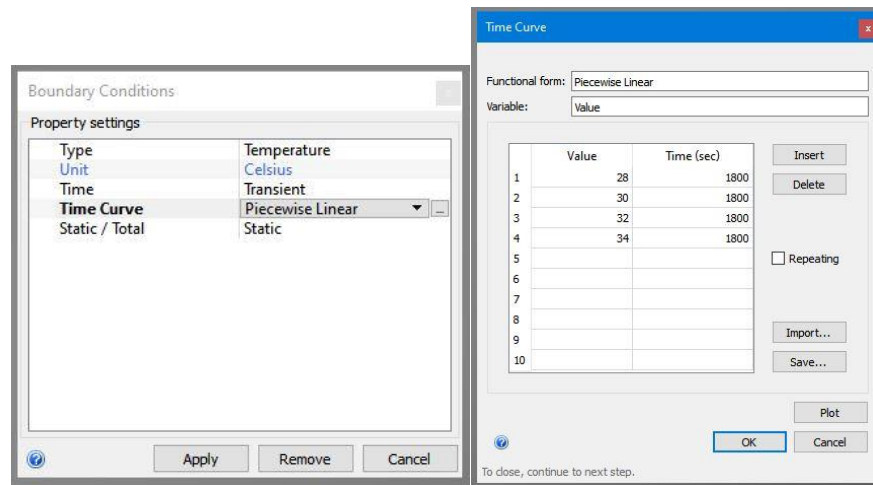 Boundary Conditions
Property settings
Type Temperature
Unit Celsius
Time Transient
Time Curve Piecewise Linear ...
Static / Total Static
Apply Remove Cancel
Time Curve x
Functional form: Piecewise Linear
Variable: Value
Value Time (sec)
1 28 1800
2 30 1800
3 32 1800
4 34 1800
5
6
7
8
9
10
Insert
Delete
Repeating
Import...
Save...
Plot
OK Cancel
To close, continue to next step.